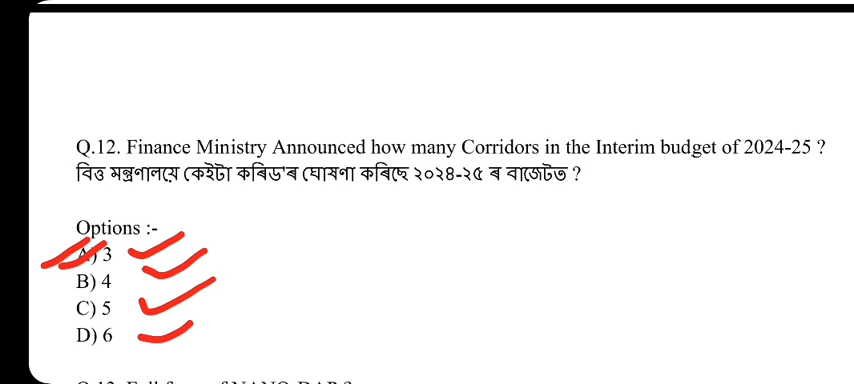 Q.12. Finance Ministry Announced how many Corridors in the Interim budget of 2024-25 ?
বিত্ত মন্ত্ৰণালয়ে কেইটা কৰিড'ৰ ঘোষণা কৰিছে ২০২৪-২৫ ৰ বাজেটত ?
Options :-
A) 3
B) 4
C) 5
D) 6